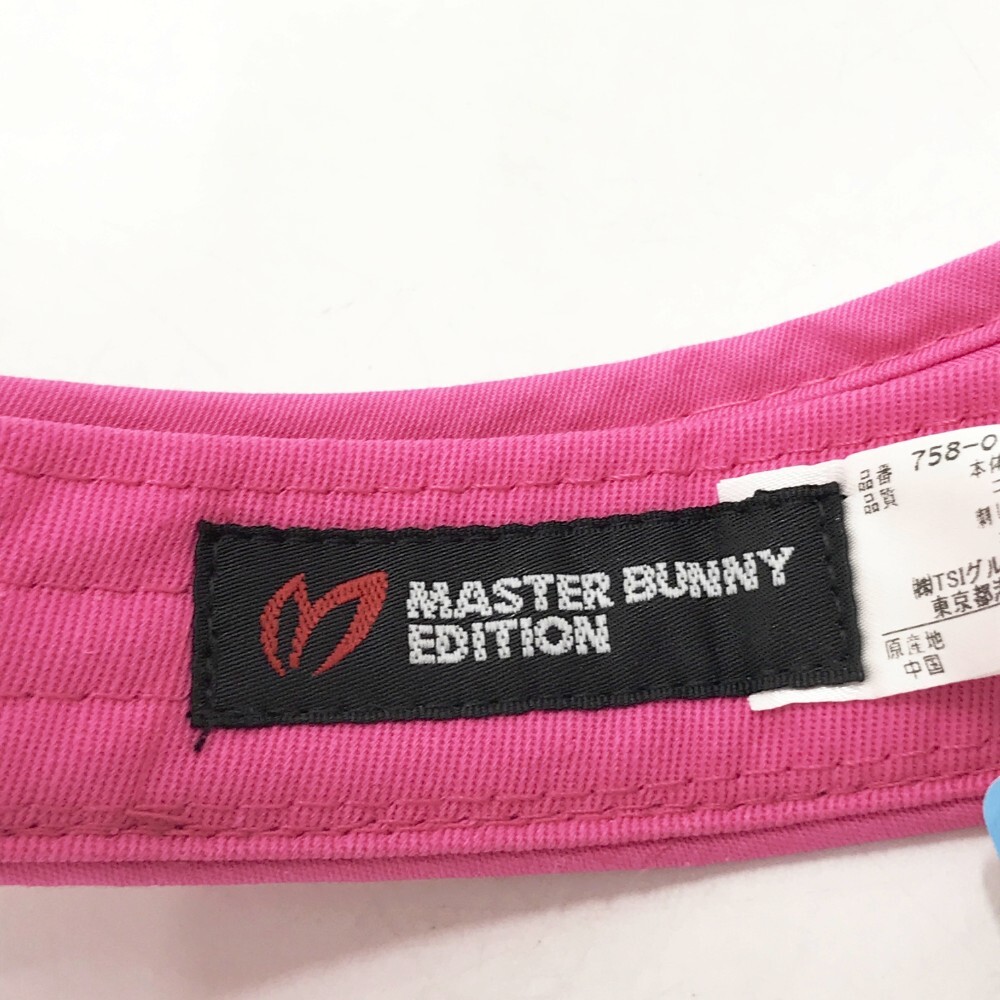 MASTER BUNNY
EDITION
品番 758-0
品質 本体
刺
㈱TSIグル
東京都
原産地
中国